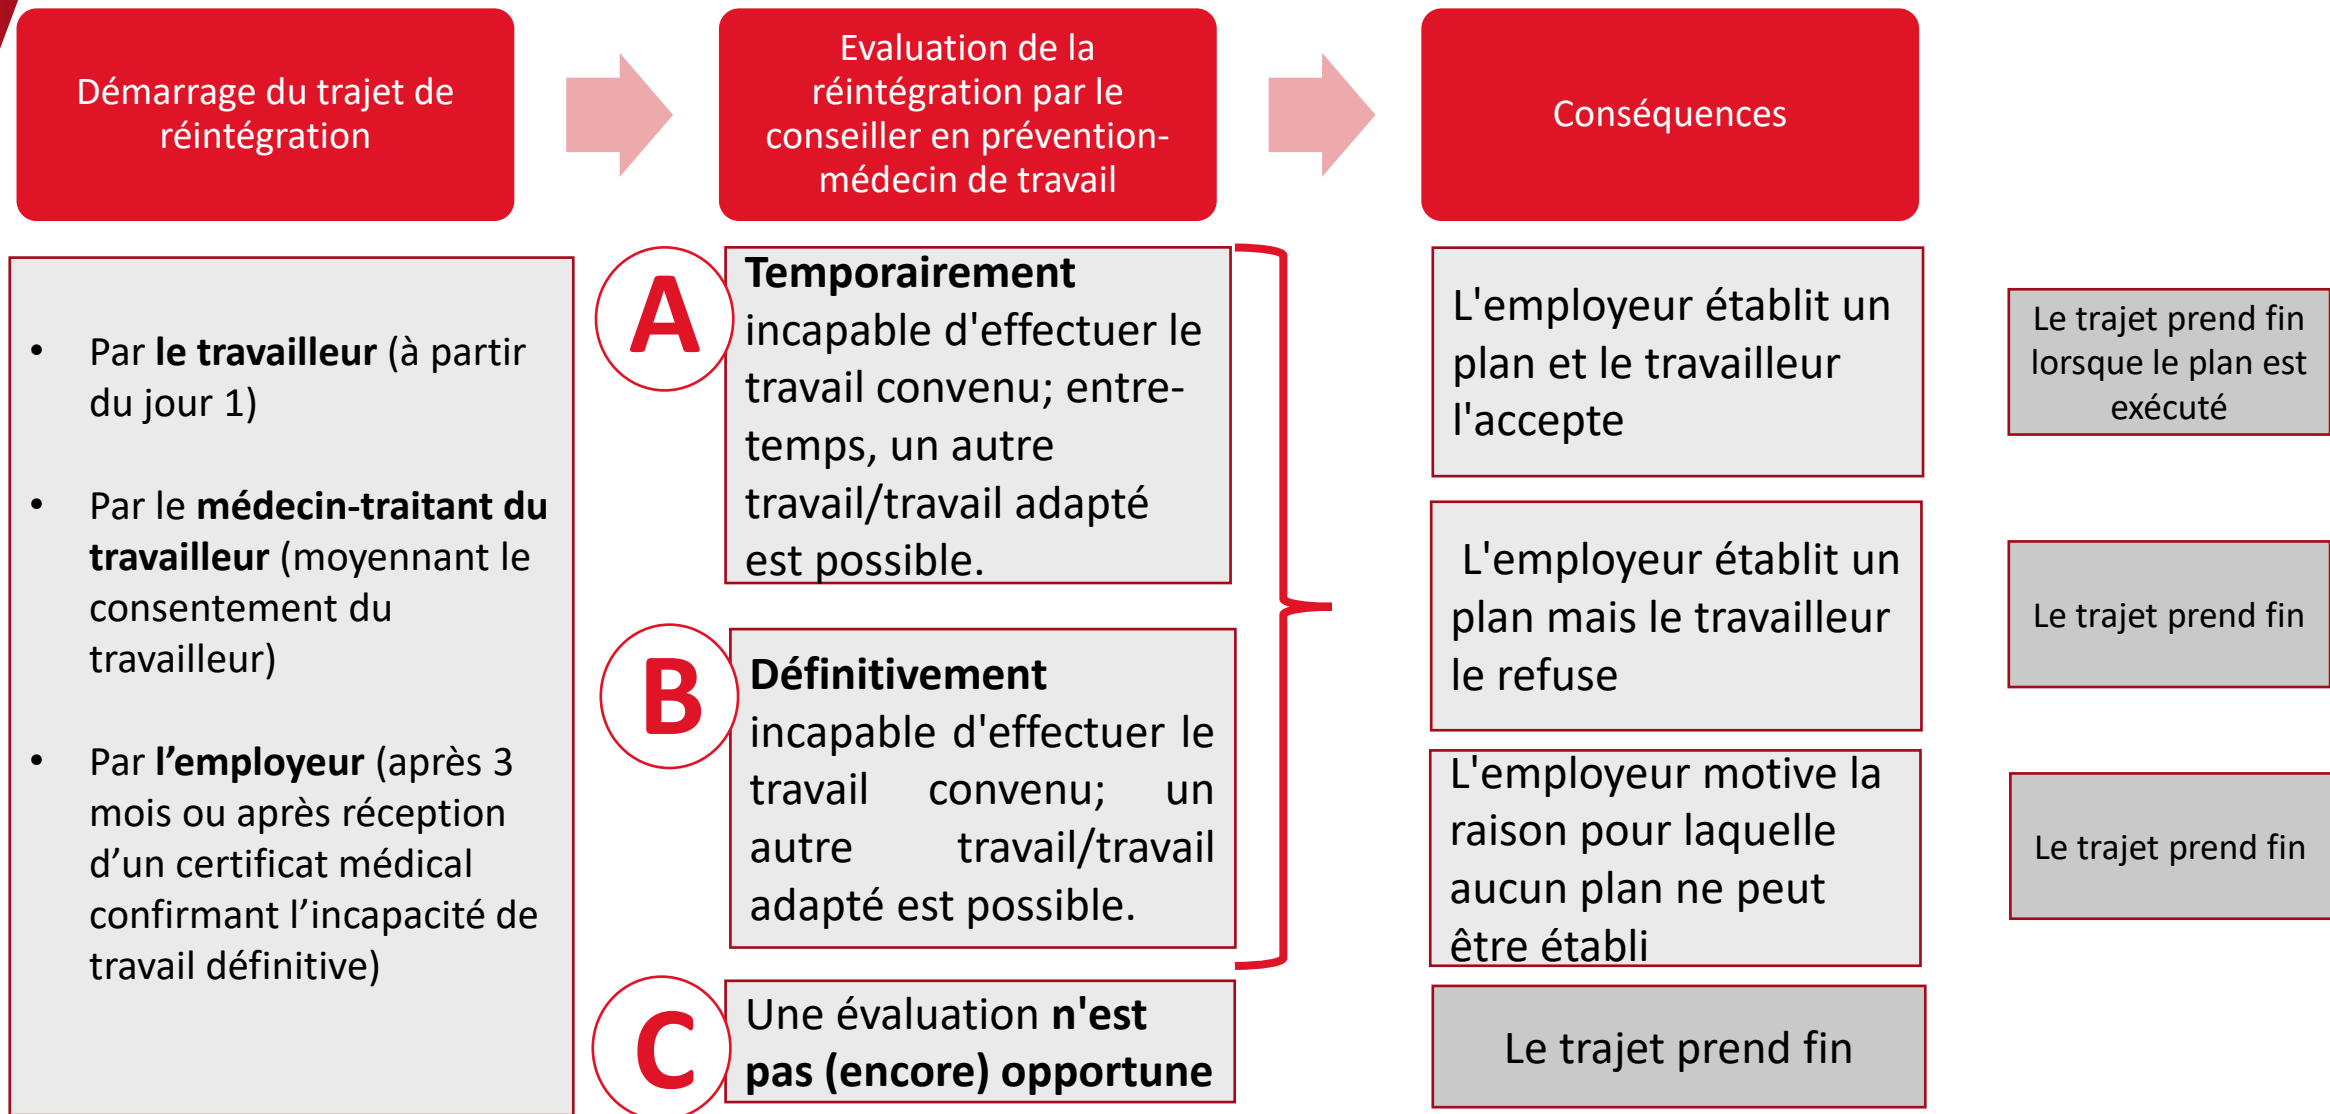 Démarrage du trajet de
réintégration
Evaluation de la
réintégration par le
conseiller en prévention-
médecin de travail
Conséquences
• Par le travailleur (à partir
du jour 1)
• Par le médecin-traitant du
travailleur (moyennant le
consentement du
travailleur)
• Par l’employeur (après 3
mois ou après réception
d’un certificat médical
confirmant l’incapacité de
travail définitive)
A
Temporairement
incapable d'effectuer le
travail convenu; entre-
temps, un autre
travail/travail adapté
est possible.
B
Définitivement
incapable d'effectuer le
travail convenu; un
autre travail/travail
adapté est possible.
C
Une évaluation n'est
pas (encore) opportune
L'employeur établit un
plan et le travailleur
l'accepte
Le trajet prend fin
lorsque le plan est
exécuté
L'employeur établit un
plan mais le travailleur
le refuse
Le trajet prend fin
L'employeur motive la
raison pour laquelle
aucun plan ne peut
être établi
Le trajet prend fin
Le trajet prend fin